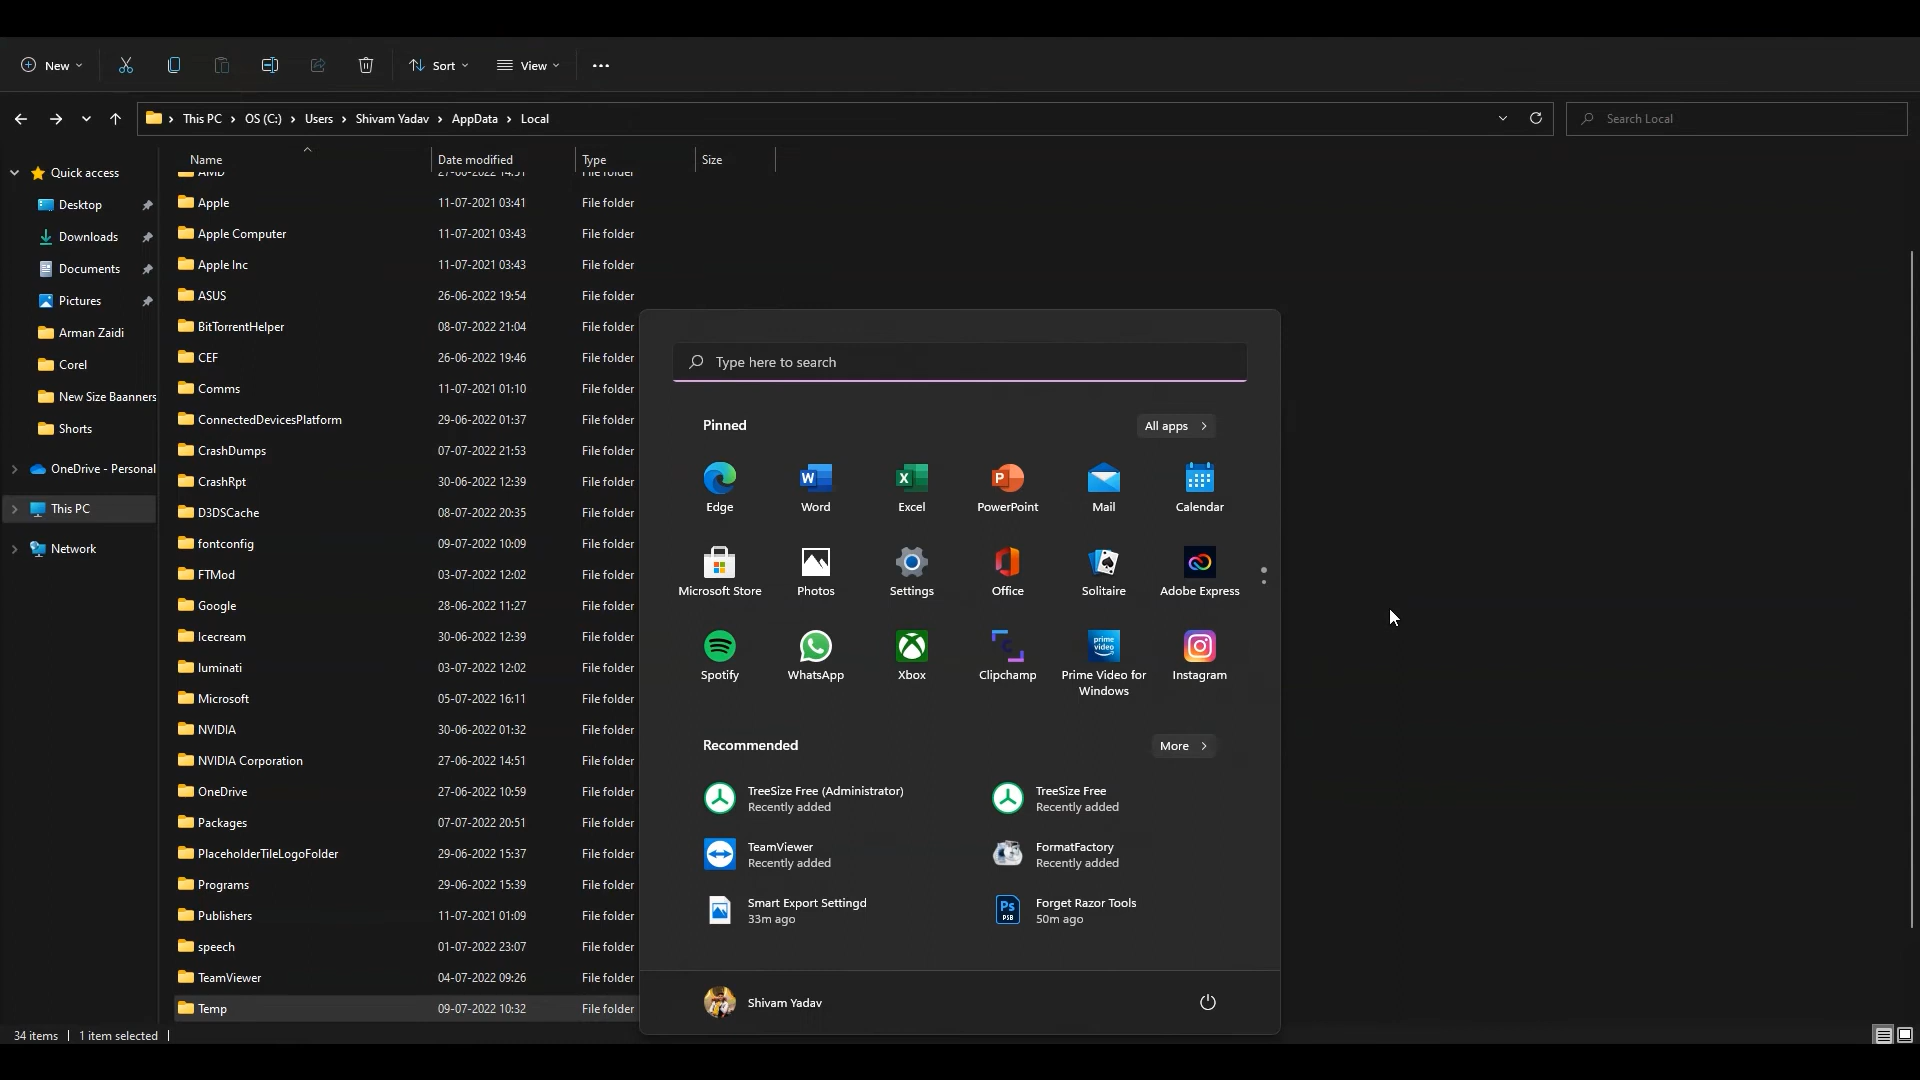 New
Sort
View
This PC
OS (C:)
Users
Shivam Yadav
AppData
Local
Search Local
Name
Date modified
Type
Size
Quick access
Desktop
Downloads
Documents
Pictures
Arman Zaidi
Corel
New Size Baanners
Shorts
OneDrive - Personal
This PC
Network
AMD 27-06-2022 14:51 File folder
Apple 11-07-2021 03:41 File folder
Apple Computer 11-07-2021 03:43 File folder
Apple Inc 11-07-2021 03:43 File folder
ASUS 26-06-2022 19:54 File folder
BitTorrentHelper 08-07-2022 21:04 File folder
CEF 26-06-2022 19:46 File folder
Comms 11-07-2021 01:10 File folder
ConnectedDevicesPlatform 29-06-2022 01:37 File folder
CrashDumps 07-07-2022 21:53 File folder
CrashRpt 30-06-2022 12:39 File folder
D3DSCache 08-07-2022 20:35 File folder
fontconfig 09-07-2022 10:09 File folder
FTMod 03-07-2022 12:02 File folder
Google 28-06-2022 11:27 File folder
Icecream 30-06-2022 12:39 File folder
luminati 03-07-2022 12:02 File folder
Microsoft 05-07-2022 16:11 File folder
NVIDIA 30-06-2022 01:32 File folder
NVIDIA Corporation 27-06-2022 14:51 File folder
OneDrive 27-06-2022 10:59 File folder
Packages 07-07-2022 20:51 File folder
PlaceholderTileLogoFolder 29-06-2022 15:37 File folder
Programs 29-06-2022 15:39 File folder
Publishers 11-07-2021 01:09 File folder
speech 01-07-2022 23:07 File folder
TeamViewer 04-07-2022 09:26 File folder
Temp 09-07-2022 10:32 File folder
34 items
1 item selected
Type here to search
Pinned
All apps
Edge
Word
Excel
PowerPoint
Mail
Calendar
Microsoft Store
Photos
Settings
Office
Solitaire
Adobe Express
Spotify
WhatsApp
Xbox
Clipchamp
prime
video
Prime Video for
Windows
Instagram
Recommended
More
TreeSize Free (Administrator)
Recently added
TreeSize Free
Recently added
TeamViewer
Recently added
FormatFactory
Recently added
Smart Export Settingd
33m ago
Ps
PSB
Forget Razor Tools
50m ago
Shivam Yadav